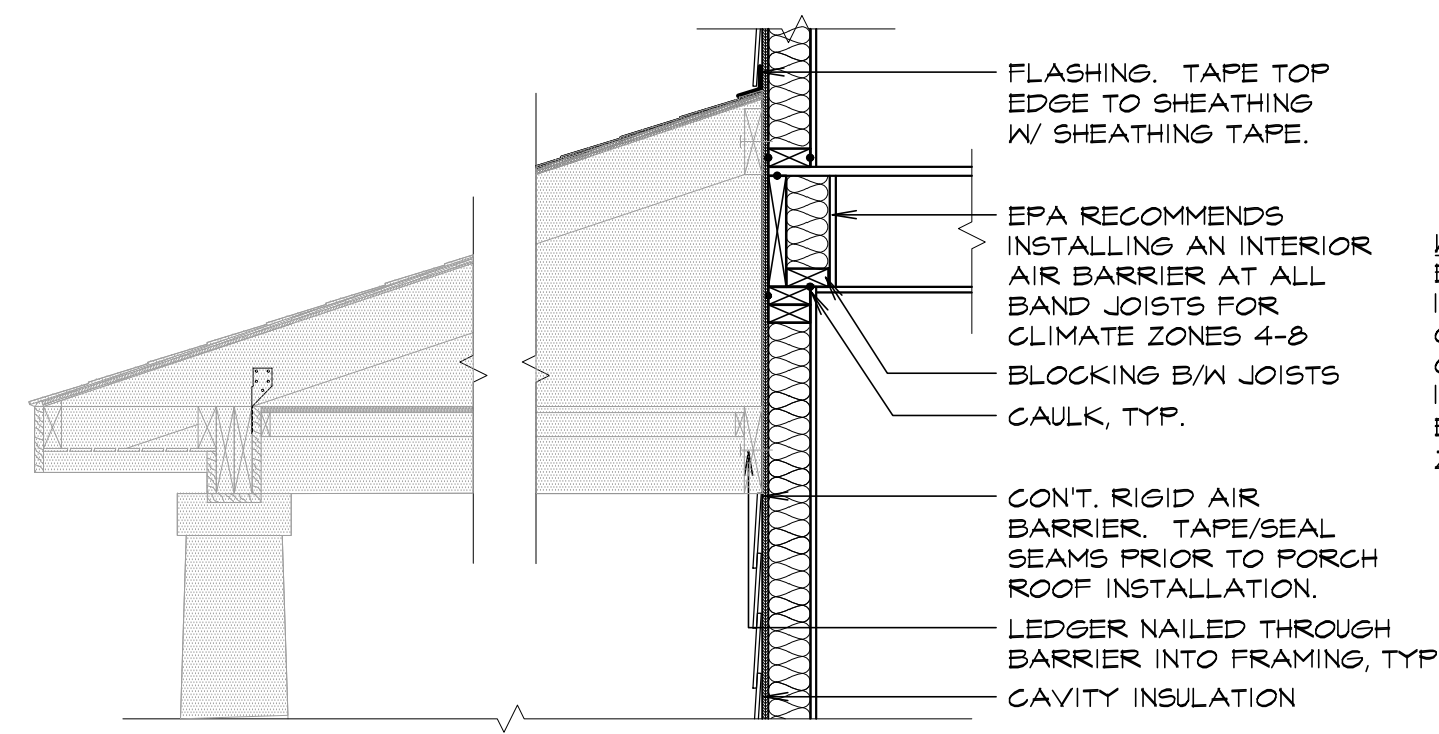 FLASHING. TAPE TOP
EDGE TO SHEATHING
W/ SHEATHING TAPE.
EPA RECOMMENDS
INSTALLING AN INTERIOR
AIR BARRIER AT ALL
BAND JOISTS FOR
CLIMATE ZONES 4-8
BLOCKING B/W JOISTS
CAULK, TYP.
CON'T. RIGID AIR
BARRIER. TAPE/SEAL
SEAMS PRIOR TO PORCH
ROOF INSTALLATION.
LEDGER NAILED THROUGH
BARRIER INTO FRAMING, TYP
CAVITY INSULATION